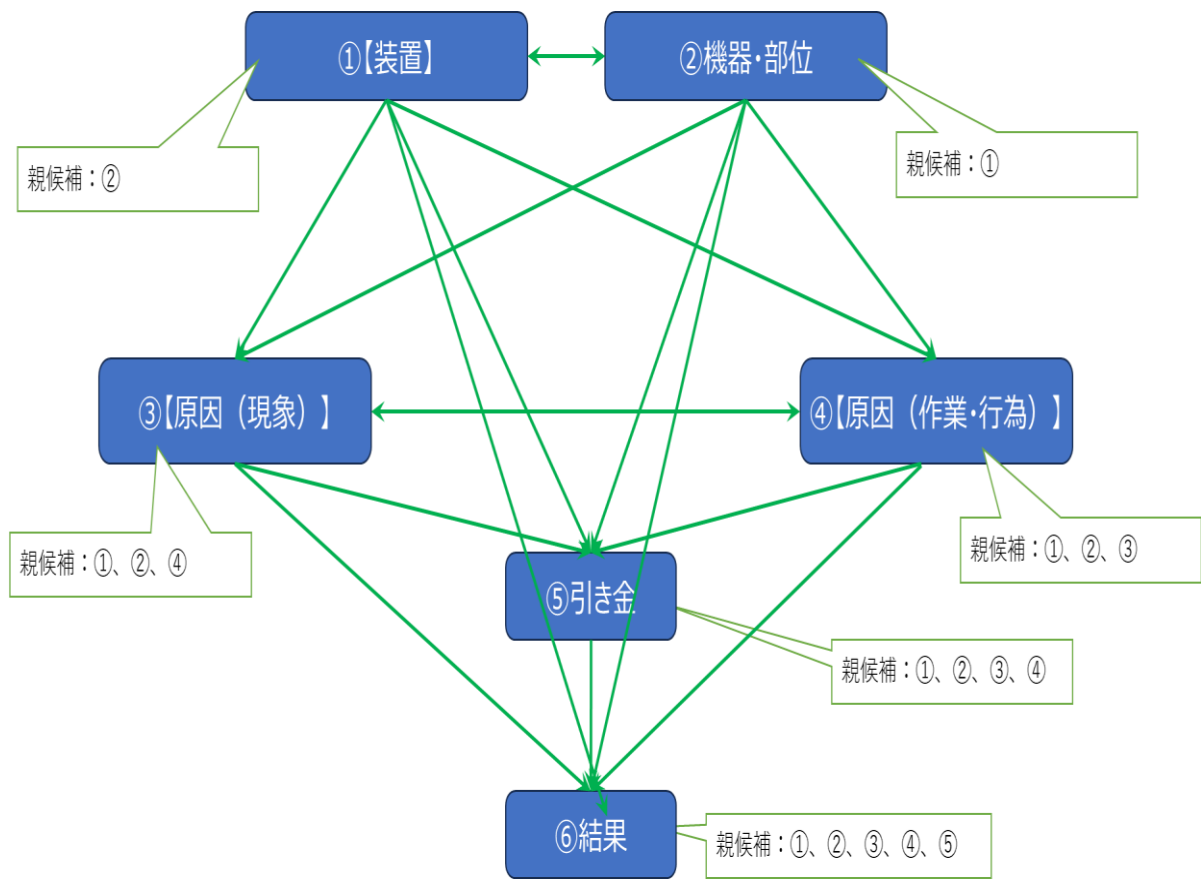 ①【装置】
②機器・部位
親候補：②
親候補：①
③【原因（現象）】
④【原因（作業・行為）】
親候補：①、②、④
親候補：①、②、③
⑤引き金
親候補：①、②、③、④
⑥結果
親候補：①、②、③、④、⑤